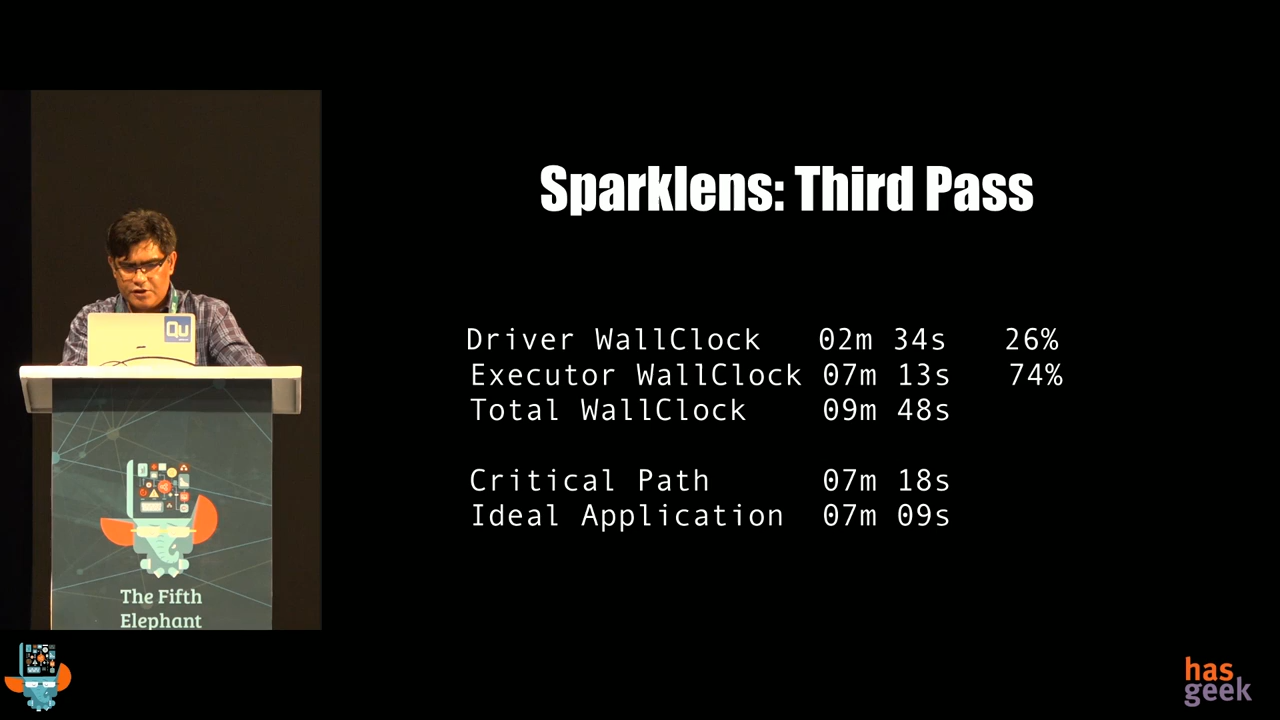 Sparklens: Third Pass
Driver WallClock 02m 34s 26%
Executor WallClock 07m 13s 74%
Total WallClock 09m 48s
Critical Path 07m 18s
Ideal Application 07m 09s
Qu
The Fifth
Elephant
has
geek